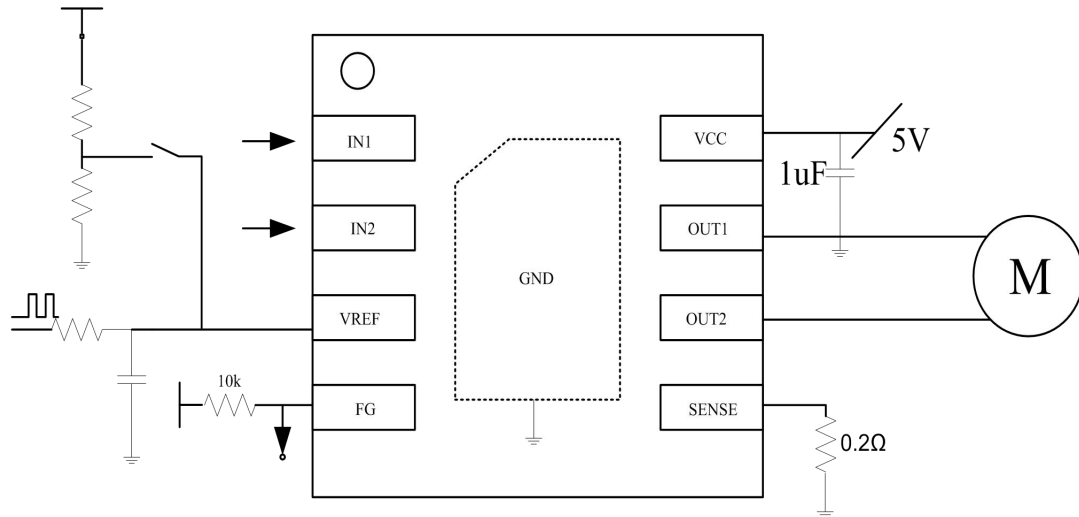 IN1
VCC
5V
1uF
IN2
OUT1
GND
M
VREF
OUT2
10k
FG
SENSE
0.2Ω